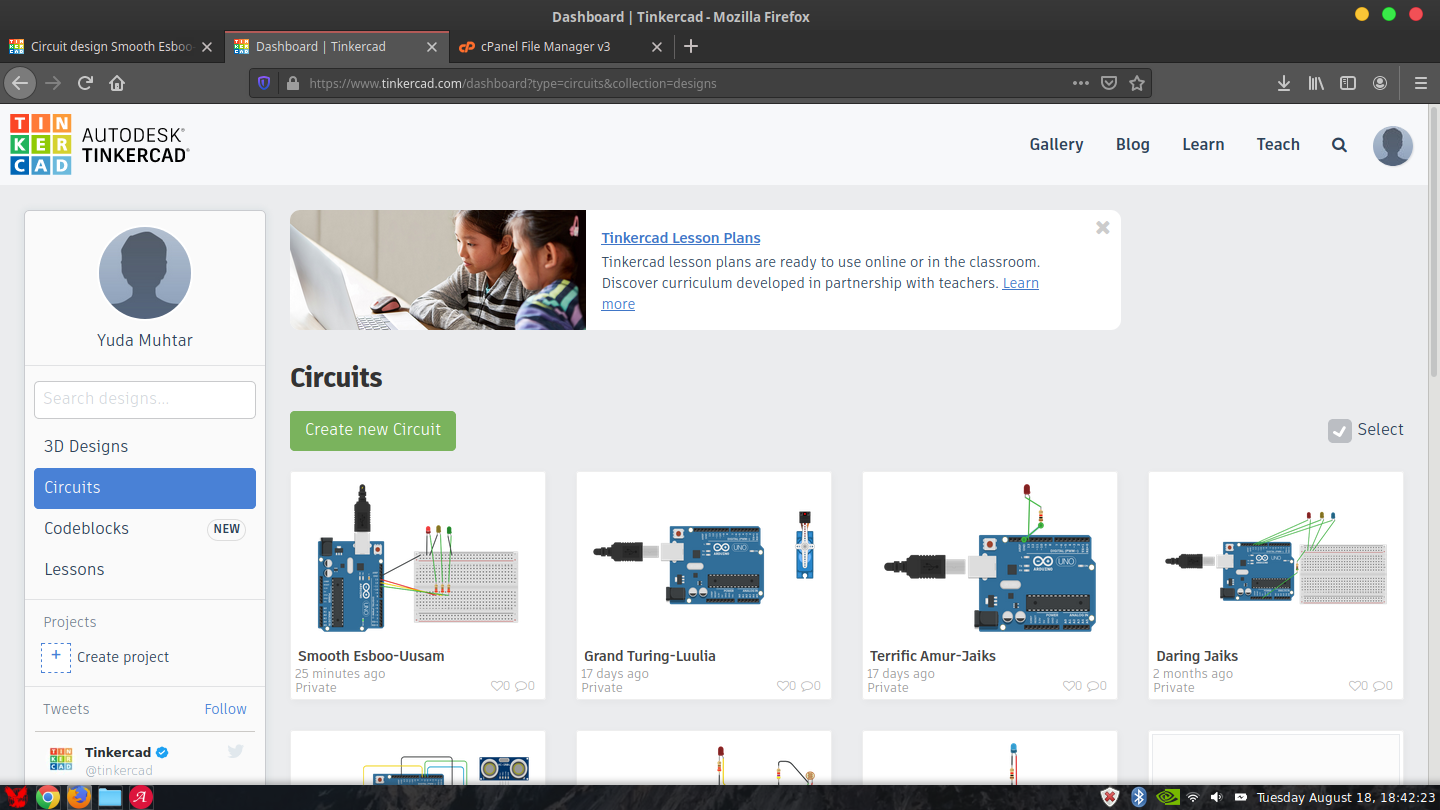 Dashboard | Tinkercad - Mozilla Firefox
Circuit design Smooth Esboo-
Dashboard | Tinkercad
cPanel File Manager v3
https://www.tinkercad.com/dashboard?type=circuits&collection=designs
TIN
KER
CAD
AUTODESK®
TINKERCAD®
Gallery
Blog
Learn
Teach
Yuda Muhtar
Search designs...
3D Designs
Circuits
Codeblocks
NEW
Lessons
Projects
+ Create project
Tweets
Follow
Tinkercad
@tinkercad
Tinkercad Lesson Plans
Tinkercad lesson plans are ready to use online or in the classroom.
Discover curriculum developed in partnership with teachers. Learn
more
Circuits
Create new Circuit
Select
Smooth Esboo-Uusam
25 minutes ago
Private
0 0
Grand Turing-Luulia
17 days ago
Private
0 0
Terrific Amur-Jaiks
17 days ago
Private
0 0
Daring Jaiks
2 months ago
Private
0 0
Tuesday August 18, 18:42:23